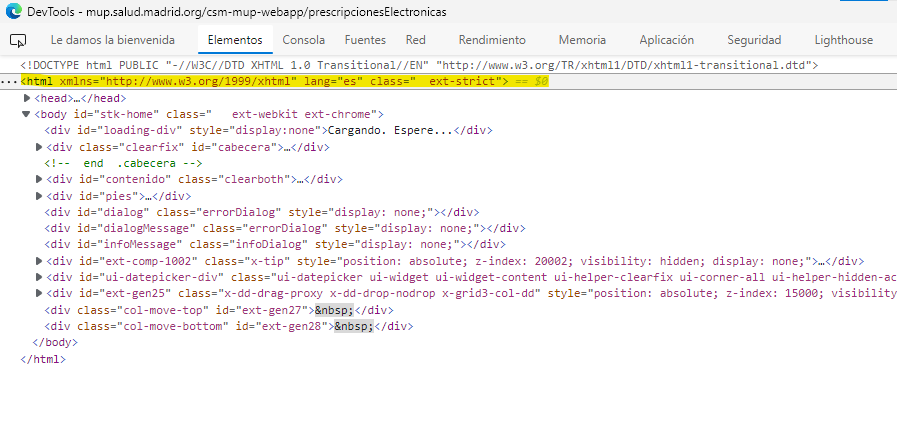 DevTools - mup.salud.madrid.org/csm-mup-webapp/prescripcionesElectronicas
Le damos la bienvenida Elementos Consola Fuentes Red Rendimiento Memoria Aplicación Seguridad Lighthouse
<!DOCTYPE html PUBLIC "-//W3C//DTD XHTML 1.0 Transitional//EN" "http://www.w3.org/TR/xhtml1/DTD/xhtml1-transitional.dtd">
...<html xmlns="http://www.w3.org/1999/xhtml" lang="es" class="  ext-strict"> == $0
<head>…</head>
<body id="stk-home" class="   ext-webkit ext-chrome">
<div id="loading-div" style="display:none">Cargando. Espere...</div>
<div class="clearfix" id="cabecera">…</div>
<!--  end  .cabecera -->
<div id="contenido" class="clearboth">…</div>
<div id="pies">…</div>
<div id="dialog" class="errorDialog" style="display: none;"></div>
<div id="dialogMessage" class="errorDialog" style="display: none;"></div>
<div id="infoMessage" class="infoDialog" style="display: none;"></div>
<div id="ext-comp-1002" class="x-tip" style="position: absolute; z-index: 20002; visibility: hidden; display: none;">…</div>
<div id="ui-datepicker-div" class="ui-datepicker ui-widget ui-widget-content ui-helper-clearfix ui-corner-all ui-helper-hidden-ac
<div id="ext-gen25" class="x-dd-drag-proxy x-dd-drop-nodrop x-grid3-col-dd" style="position: absolute; z-index: 15000; visibility
<div class="col-move-top" id="ext-gen27">&nbsp;</div>
<div class="col-move-bottom" id="ext-gen28">&nbsp;</div>
</body>
</html>